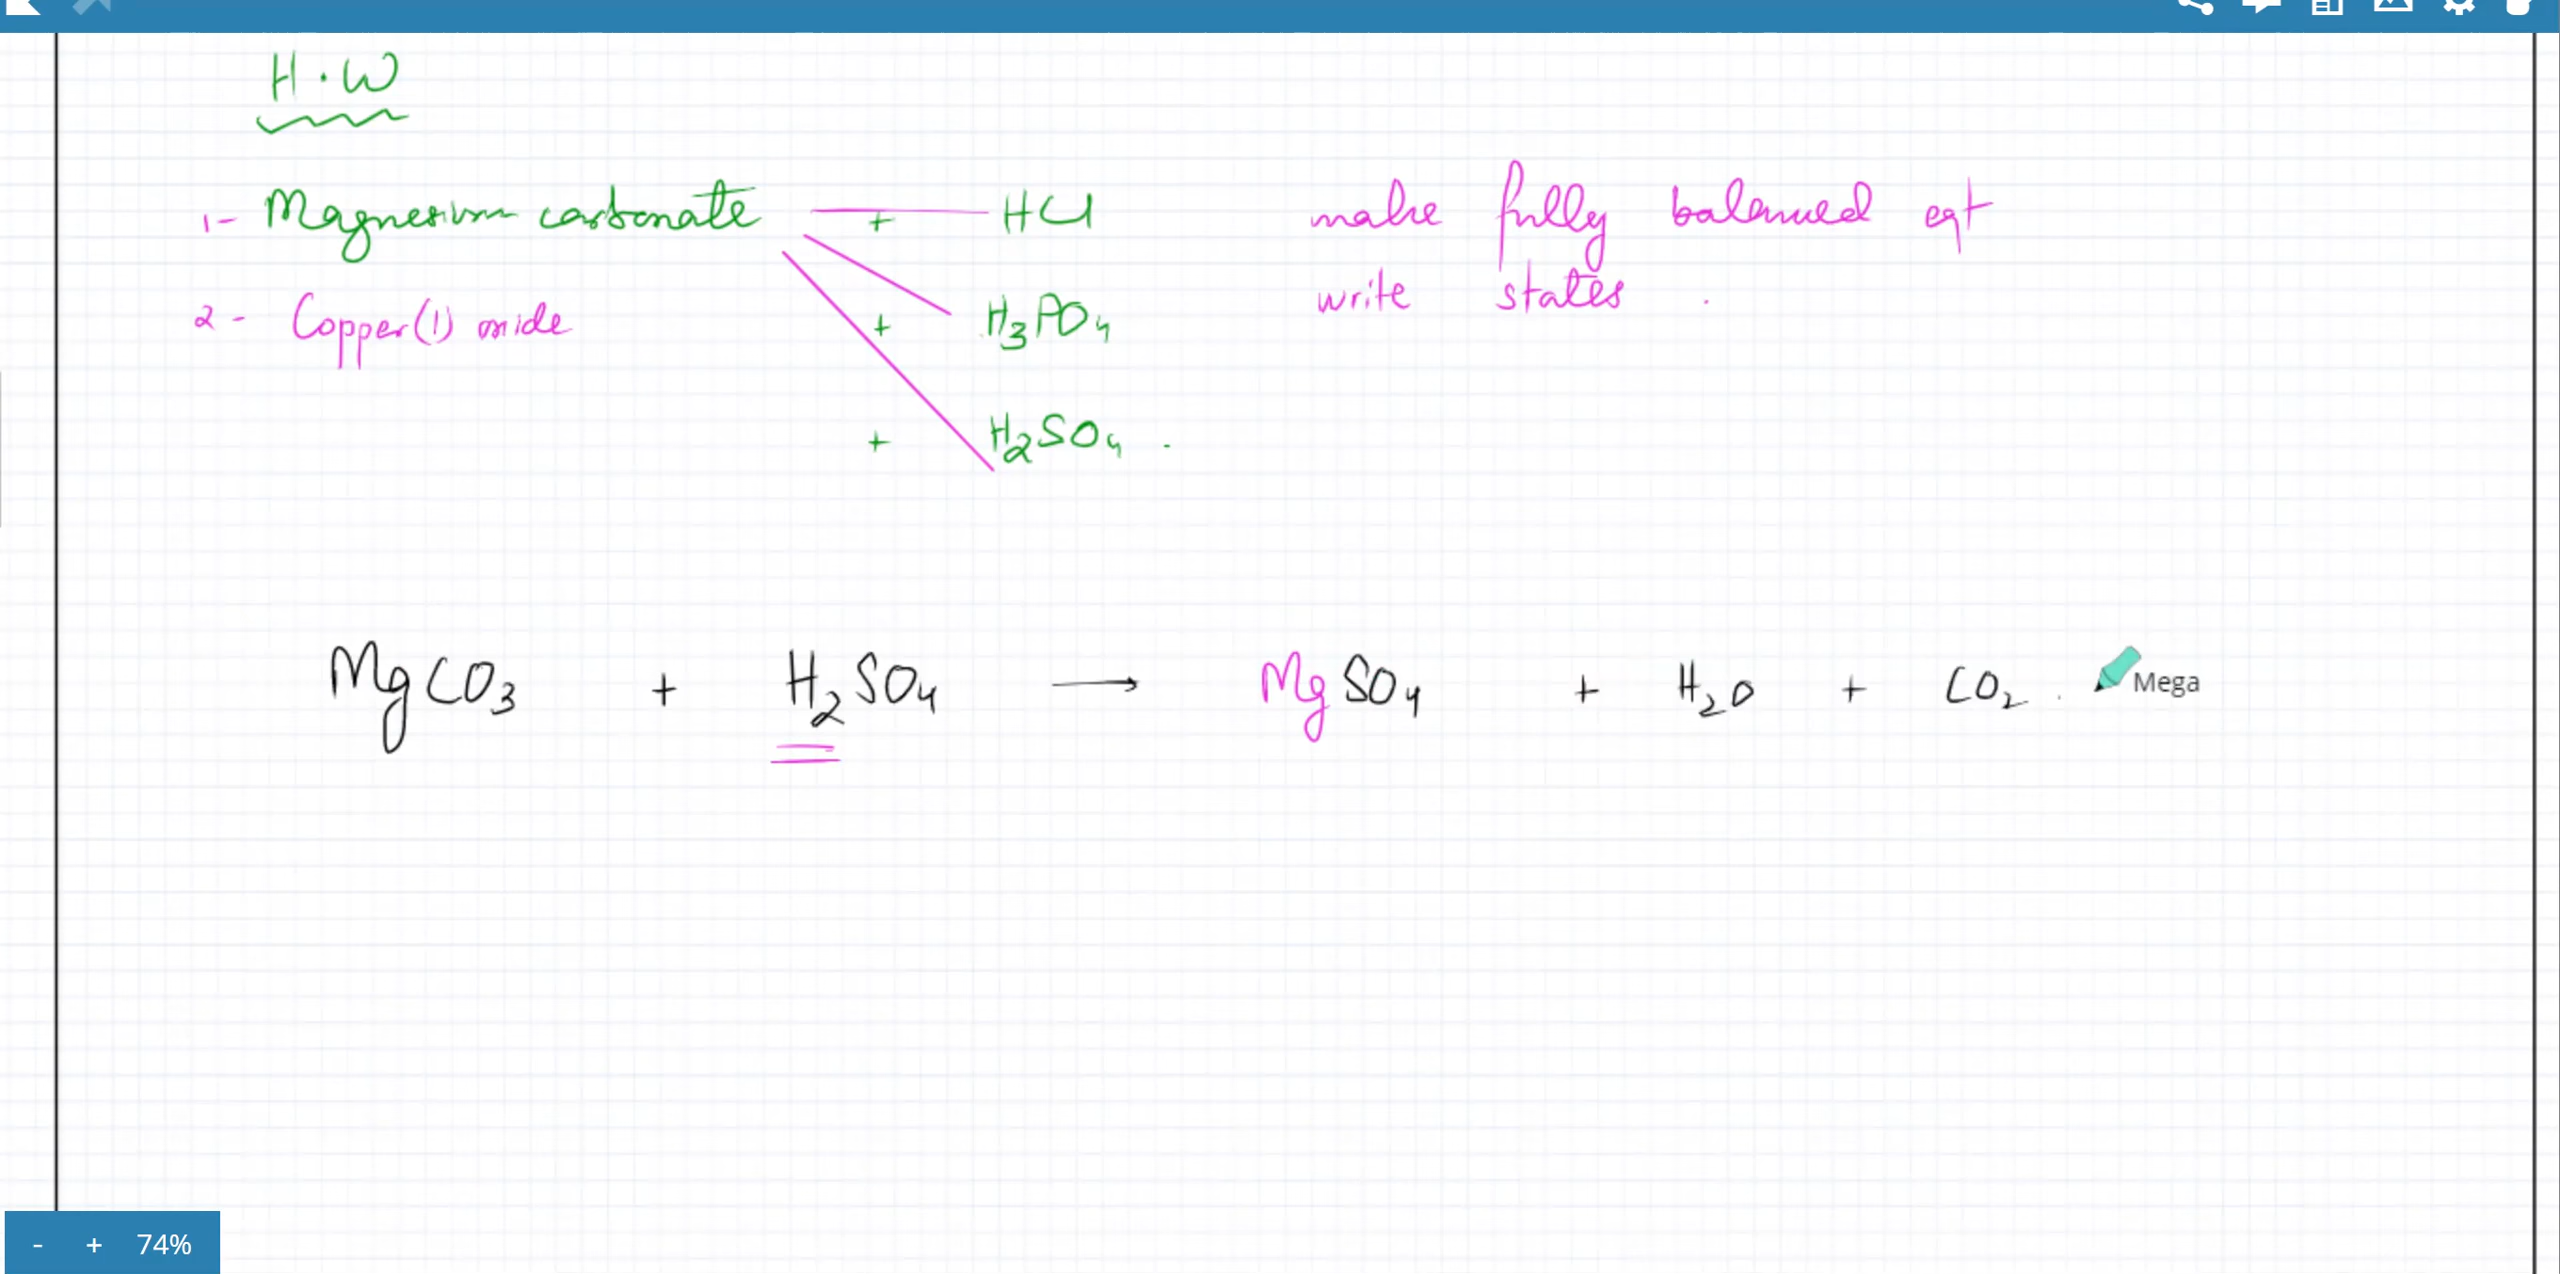 H.W
1- Magnesium carbonate + HCl make fully balanced eqt
write states.
2- Copper(I) oxide + H₃PO₄
+ H₂SO₄.
MgCO₃ + H₂SO₄ → MgSO₄ + H₂O + CO₂. Mega
- + 74%